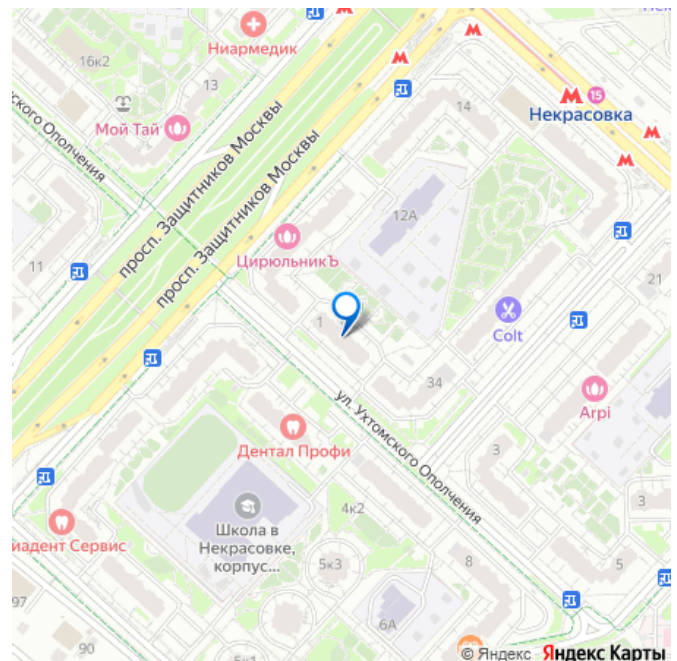 16к2
Ниармедик
13
Мой Тай
14
15
Некрасовка
ского Ополчения
просп. Защитников Москвы
просп. Защитников Москвы
12А
ЦирюльникЪ
11
21
1
Colt
34
Arpi
ул. Ухтомского Ополчения
Дентал Профи
3
4к2
Школа в
Некрасовке,
корпус...
3
иадент Сервис
5к3
8
5
97
6А
90
5к1
© Яндекс Яндекс Карты